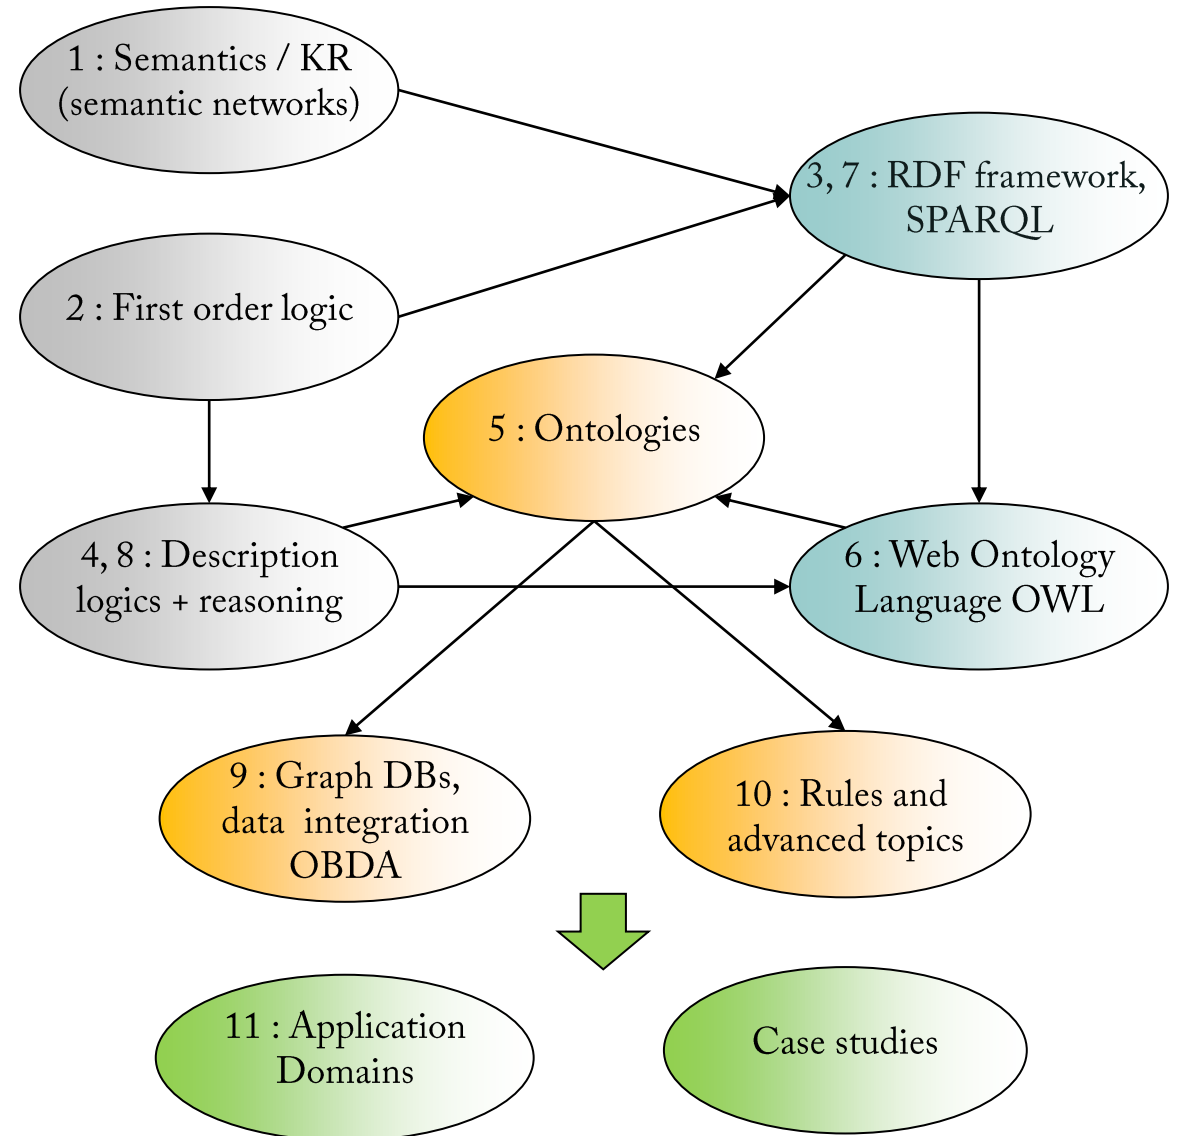 1 : Semantics / KR
(semantic networks)
3, 7 : RDF framework,
SPARQL
2 : First order logic
5 : Ontologies
4, 8 : Description
logics + reasoning
6 : Web Ontology
Language OWL
9 : Graph DBs,
data integration
OBDA
10 : Rules and
advanced topics
11 : Application
Domains
Case studies